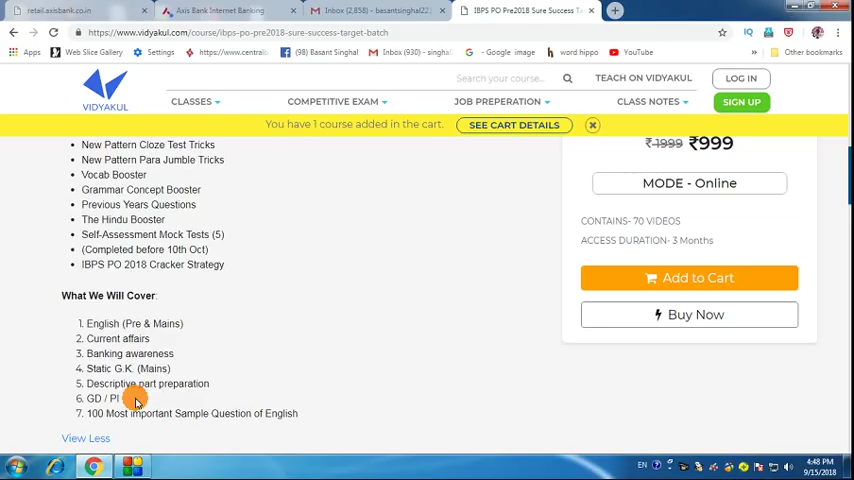 retail.axisbank.co.in
Axis Bank Internet Banking
Inbox (2,858) - basantsinghal22
IBPS PO Pre2018 Sure Success Ta
https://www.vidyakul.com/course/ibps-po-pre2018-sure-success-target-batch
Bookmarks
Web Slice Gallery
Settings
https://www.centrali
(98) Basant Singhal
Inbox (930) - singhal
- Google image
word hippo
YouTube
Other bookmarks
VIDYAKUL
Search your course...
TEACH ON VIDYAKUL
LOG IN
CLASSES
COMPETITIVE EXAM
JOB PREPARATION
CLASS NOTES
SIGN UP
You have 1 course added in the cart.
SEE CART DETAILS
New Pattern Cloze Test Tricks
New Pattern Para Jumble Tricks
Vocab Booster
Grammar Concept Booster
Previous Years Questions
The Hindu Booster
Self-Assessment Mock Tests (5)
(Completed before 10th Oct)
IBPS PO 2018 Cracker Strategy
What We Will Cover:
1. English (Pre & Mains)
2. Current affairs
3. Banking awareness
4. Static G.K. (Mains)
5. Descriptive part preparation
6. GD / PI
7. 100 Most important Sample Question of English
View Less
₹1999 ₹999
MODE - Online
CONTAINS- 70 VIDEOS
ACCESS DURATION- 3 Months
Add to Cart
Buy Now
EN
4:48 PM
9/15/2018